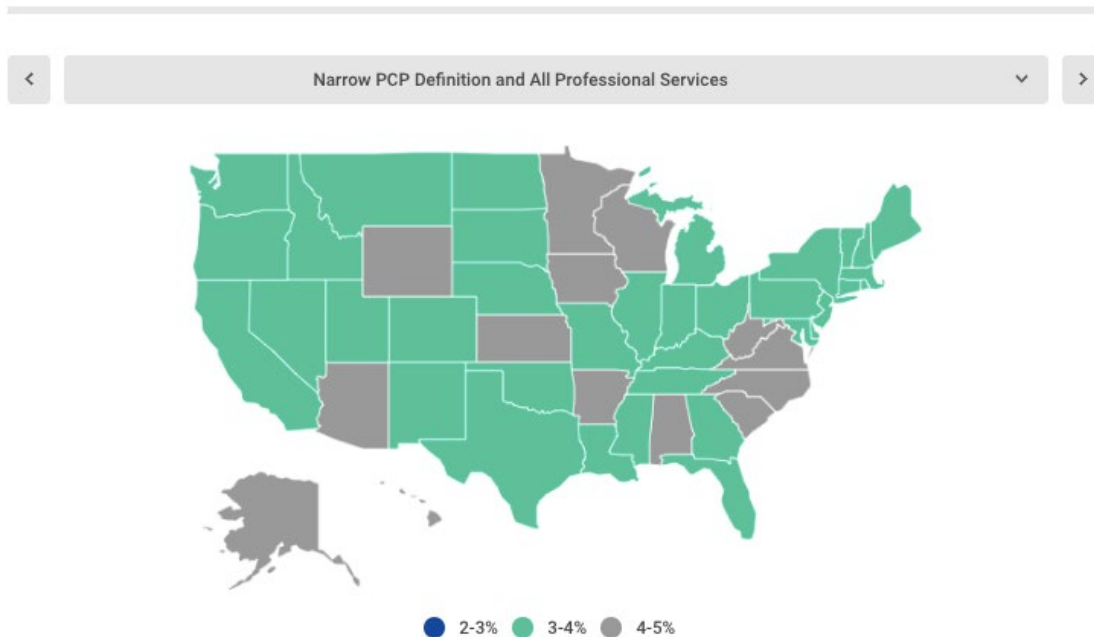 Narrow PCP Definition and All Professional Services
2-3% 3-4% 4-5%